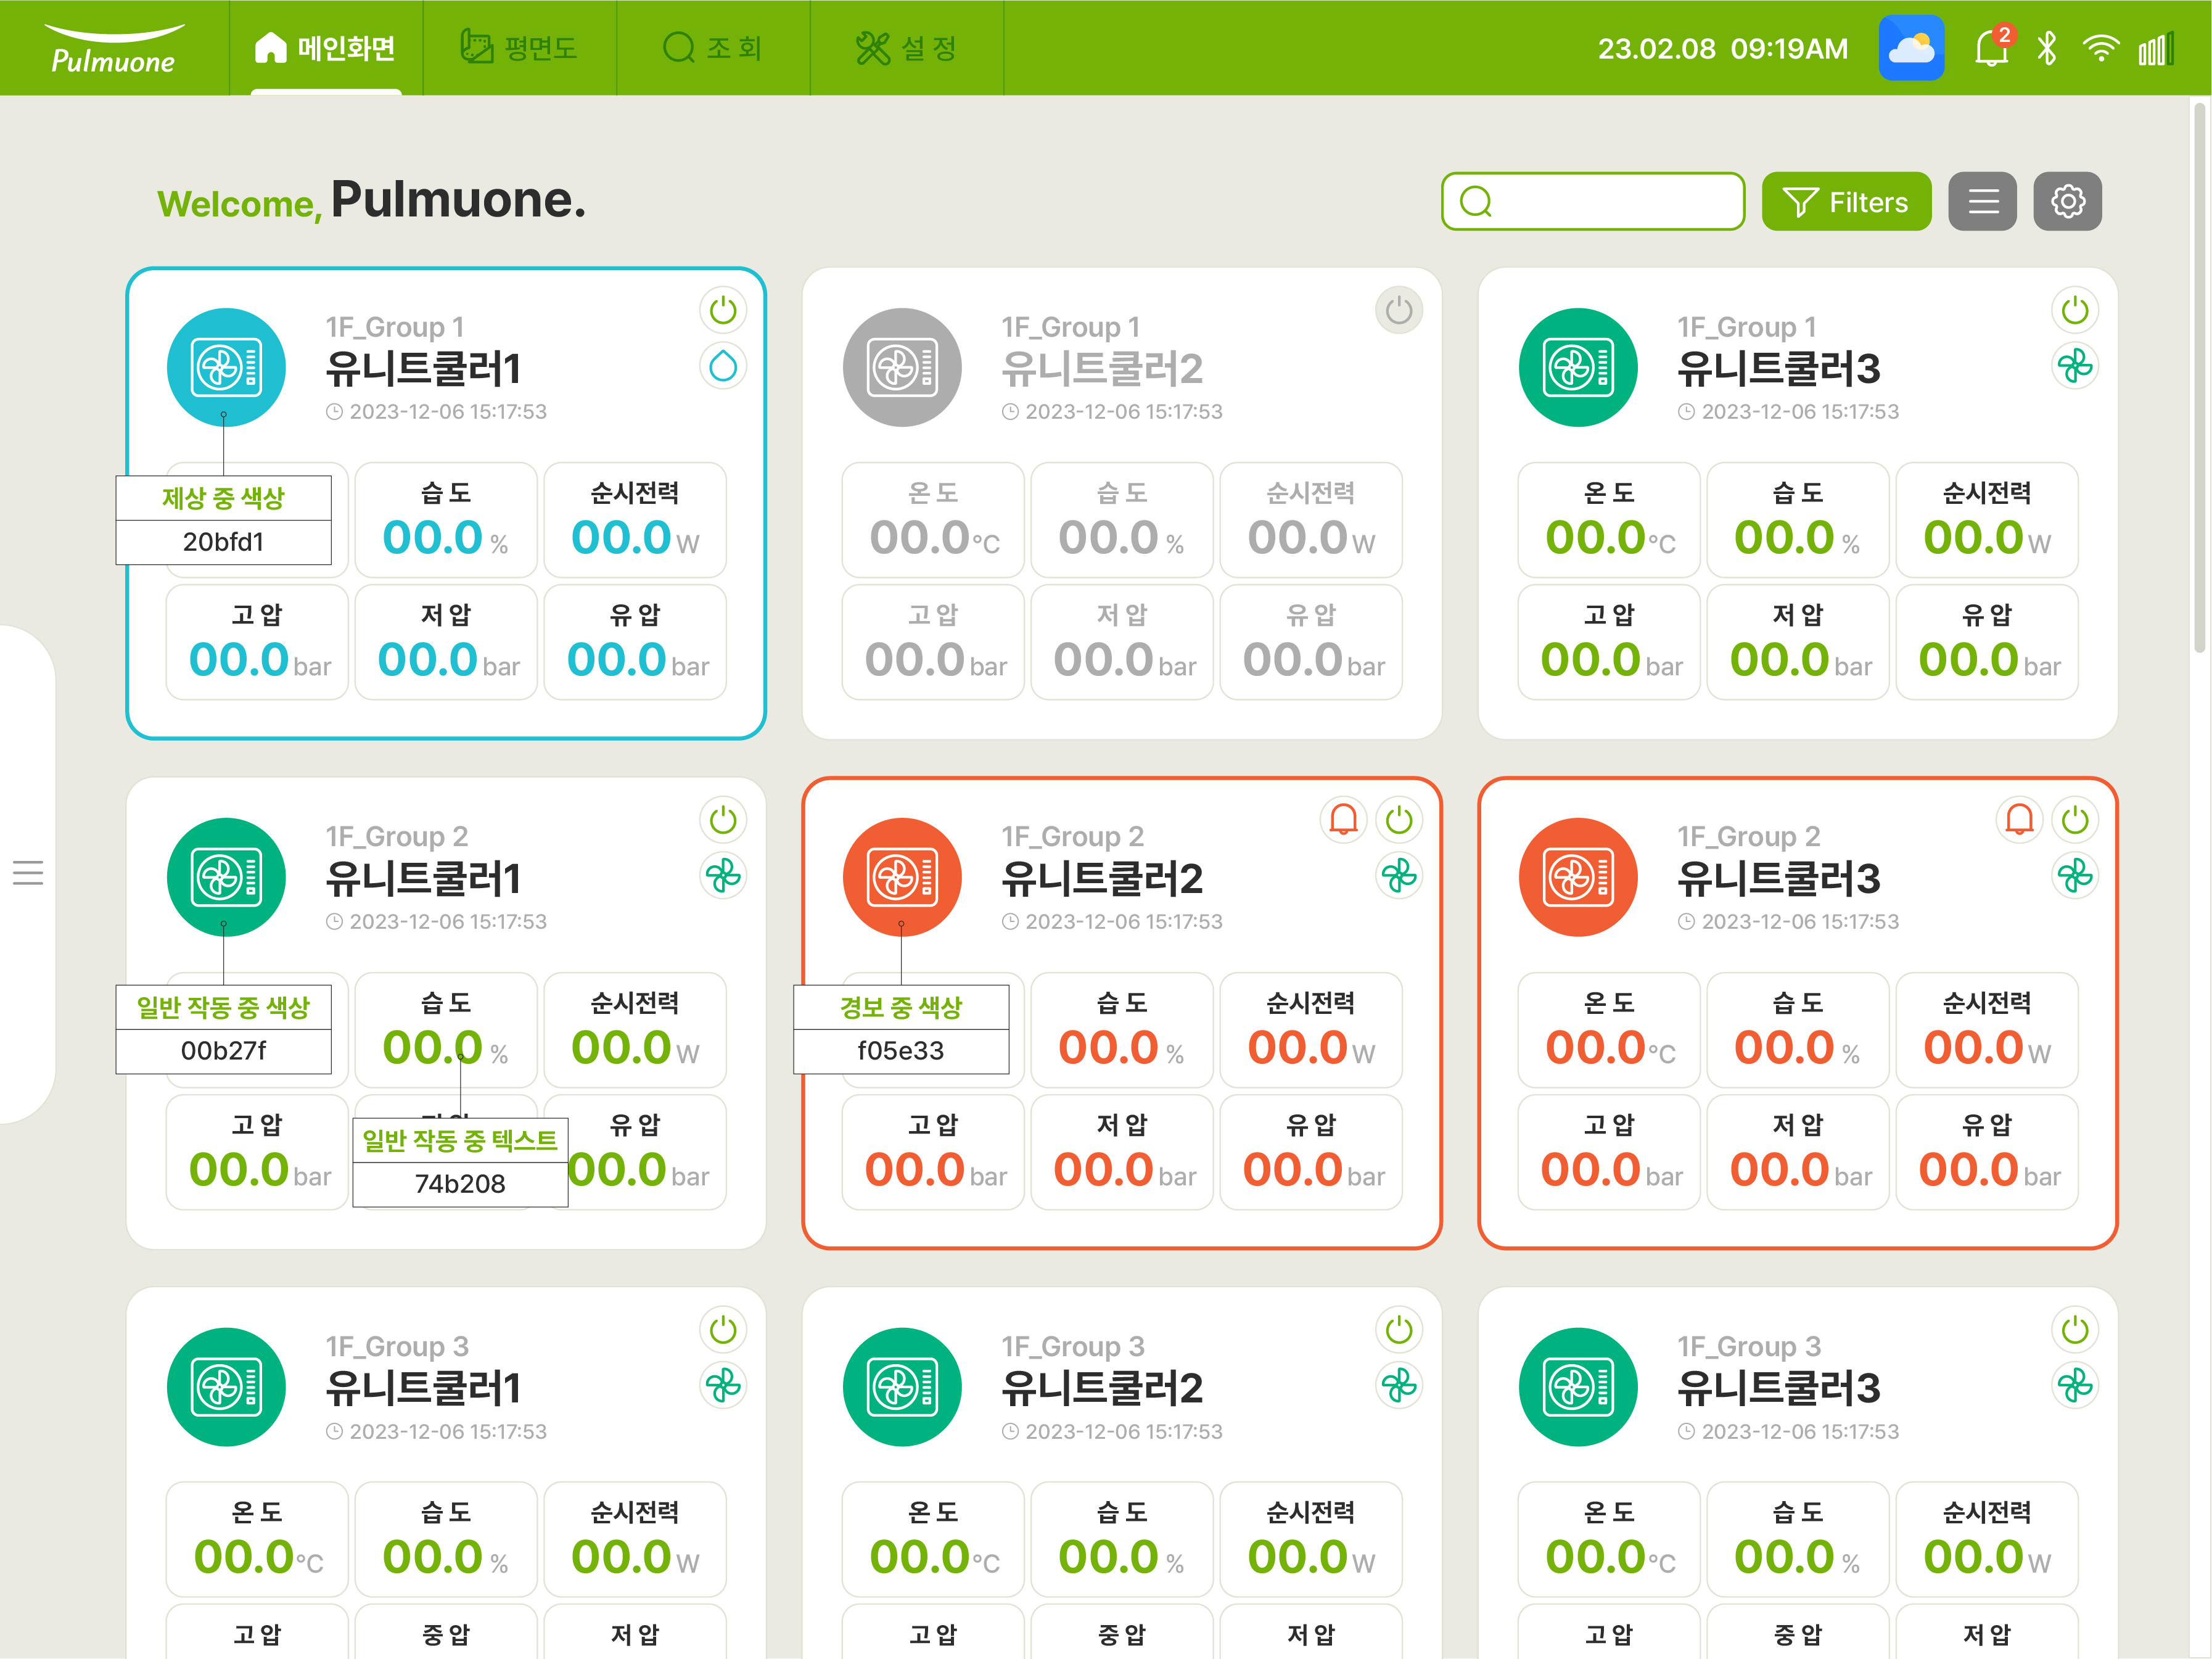 Pulmuone
메인화면
평면도
조 회
설 정
23.02.08 09:19AM
2
Welcome, Pulmuone.
Filters
1F_Group 1
유니트쿨러1
2023-12-06 15:17:53
제상 중 색상
20bfd1
습 도
00.0 %
순시전력
00.0 W
고 압
00.0 bar
저 압
00.0 bar
유 압
00.0 bar
1F_Group 1
유니트쿨러2
2023-12-06 15:17:53
온 도
00.0 °C
습 도
00.0 %
순시전력
00.0 W
고 압
00.0 bar
저 압
00.0 bar
유 압
00.0 bar
1F_Group 1
유니트쿨러3
2023-12-06 15:17:53
온 도
00.0 °C
습 도
00.0 %
순시전력
00.0 W
고 압
00.0 bar
저 압
00.0 bar
유 압
00.0 bar
1F_Group 2
유니트쿨러1
2023-12-06 15:17:53
일반 작동 중 색상
00b27f
습 도
00.0 %
순시전력
00.0 W
고 압
00.0 bar
일반 작동 중 텍스트
74b208
유 압
00.0 bar
1F_Group 2
유니트쿨러2
2023-12-06 15:17:53
경보 중 색상
f05e33
습 도
00.0 %
순시전력
00.0 W
고 압
00.0 bar
저 압
00.0 bar
유 압
00.0 bar
1F_Group 2
유니트쿨러3
2023-12-06 15:17:53
온 도
00.0 °C
습 도
00.0 %
순시전력
00.0 W
고 압
00.0 bar
저 압
00.0 bar
유 압
00.0 bar
1F_Group 3
유니트쿨러1
2023-12-06 15:17:53
온 도
00.0 °C
습 도
00.0 %
순시전력
00.0 W
고 압
중 압
저 압
1F_Group 3
유니트쿨러2
2023-12-06 15:17:53
온 도
00.0 °C
습 도
00.0 %
순시전력
00.0 W
고 압
중 압
저 압
1F_Group 3
유니트쿨러3
2023-12-06 15:17:53
온 도
00.0 °C
습 도
00.0 %
순시전력
00.0 W
고 압
중 압
저 압